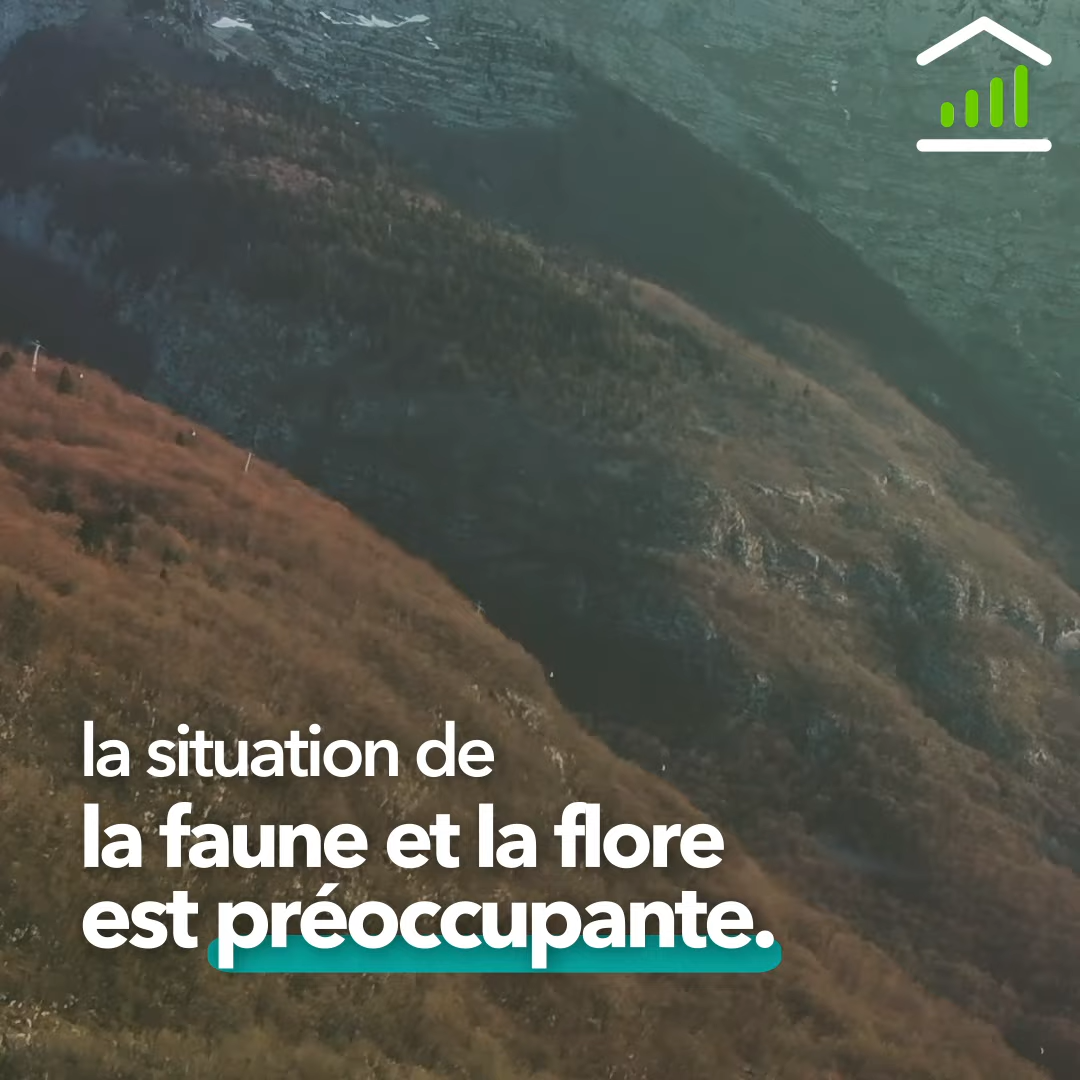 la situation de
la faune et la flore
est préoccupante.